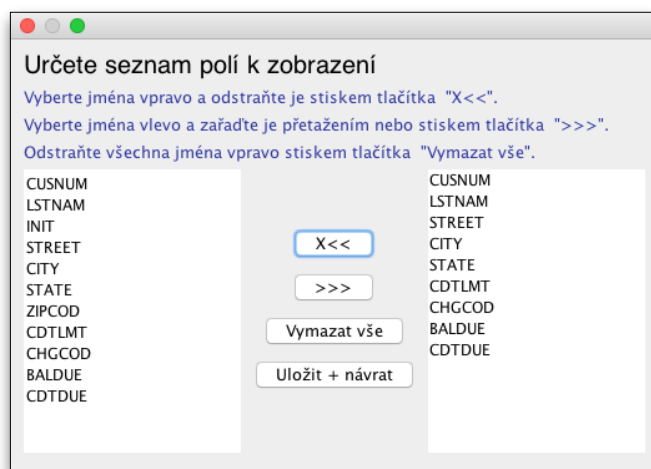 Určete seznam polí k zobrazení
Vyberte jména vpravo a odstraňte je stiskem tlačítka "X<<".
Vyberte jména vlevo a zařaďte je přetažením nebo stiskem tlačítka ">>>".
Odstraňte všechna jména vpravo stiskem tlačítka "Vymazat vše".
CUSNUM
LSTNAM
INIT
STREET
CITY
STATE
ZIPCOD
CDTLMT
CHGCOD
BALDUE
CDTDUE
X<<
>>>
Vymazat vše
Uložit + návrat
CUSNUM
LSTNAM
STREET
CITY
STATE
CDTLMT
CHGCOD
BALDUE
CDTDUE